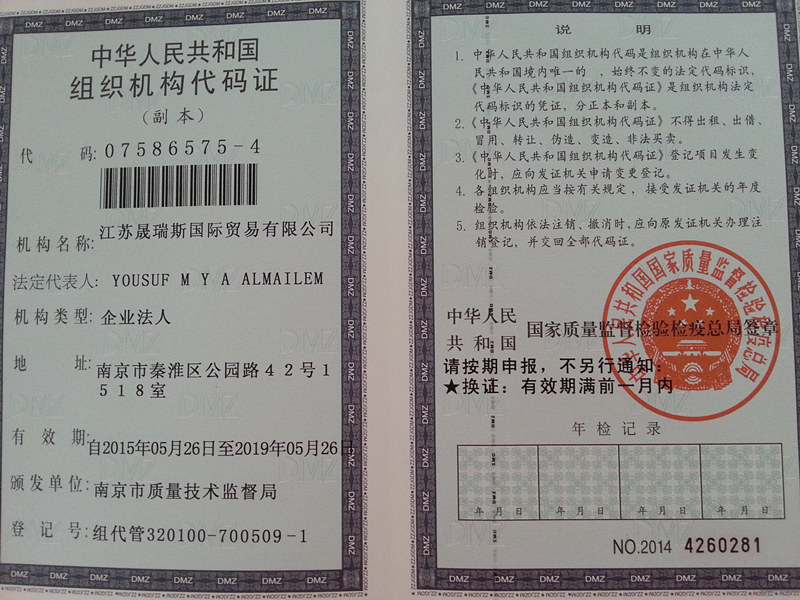 中华人民共和国
组织机构代码证
（副本）
代 码: 07586575-4
机构名称: 江苏晟瑞斯国际贸易有限公司
法定代表人: YOUSUF M Y A ALMAILEM
机构类型: 企业法人
地 址: 南京市秦淮区公园路42号1
518室
有 效 期: 自2015年05月26日至2019年05月26日
颁发单位: 南京市质量技术监督局
登 记 号: 组代管320100-700509-1
说 明
1. 中华人民共和国组织机构代码是组织机构在中华人
民共和国境内唯一的、始终不变的法定代码标识，
《中华人民共和国组织机构代码证》是组织机构法定
代码标识的凭证，分正本和副本。
2.《中华人民共和国组织机构代码证》不得出租、出借、
冒用、转让、伪造、变造、非法买卖。
3.《中华人民共和国组织机构代码证》登记项目发生变
化时，应向发证机关申请变更登记。
4. 各组织机构应当按有关规定，接受发证机关的年度
检验。
5. 组织机构依法注销、撤消时，应向原发证机关办理注
销登记，并交回全部代码证。
中华人民
共和国 国家质量监督检验检疫总局签章
中华人民共和国国家质量监督检验检疫总局
请按期申报，不另行通知：
★换证：有效期满前一月内
年检记录
年 月 日 年 月 日 年 月 日 年 月 日
NO.2014 4260281